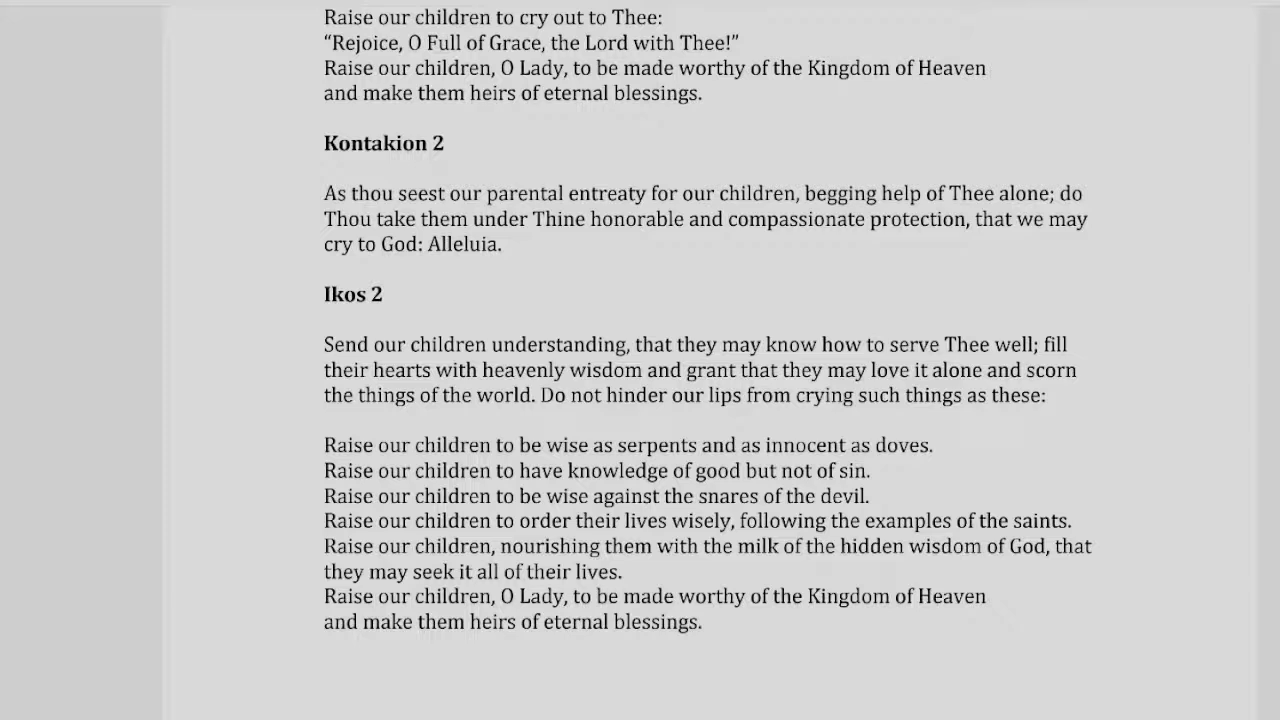 Raise our children to cry out to Thee:
“Rejoice, O Full of Grace, the Lord with Thee!”
Raise our children, O Lady, to be made worthy of the Kingdom of Heaven
and make them heirs of eternal blessings.
Kontakion 2
As thou seest our parental entreaty for our children, begging help of Thee alone; do
Thou take them under Thine honorable and compassionate protection, that we may
cry to God: Alleluia.
Ikos 2
Send our children understanding, that they may know how to serve Thee well; fill
their hearts with heavenly wisdom and grant that they may love it alone and scorn
the things of the world. Do not hinder our lips from crying such things as these:
Raise our children to be wise as serpents and as innocent as doves.
Raise our children to have knowledge of good but not of sin.
Raise our children to be wise against the snares of the devil.
Raise our children to order their lives wisely, following the examples of the saints.
Raise our children, nourishing them with the milk of the hidden wisdom of God, that
they may seek it all of their lives.
Raise our children, O Lady, to be made worthy of the Kingdom of Heaven
and make them heirs of eternal blessings.